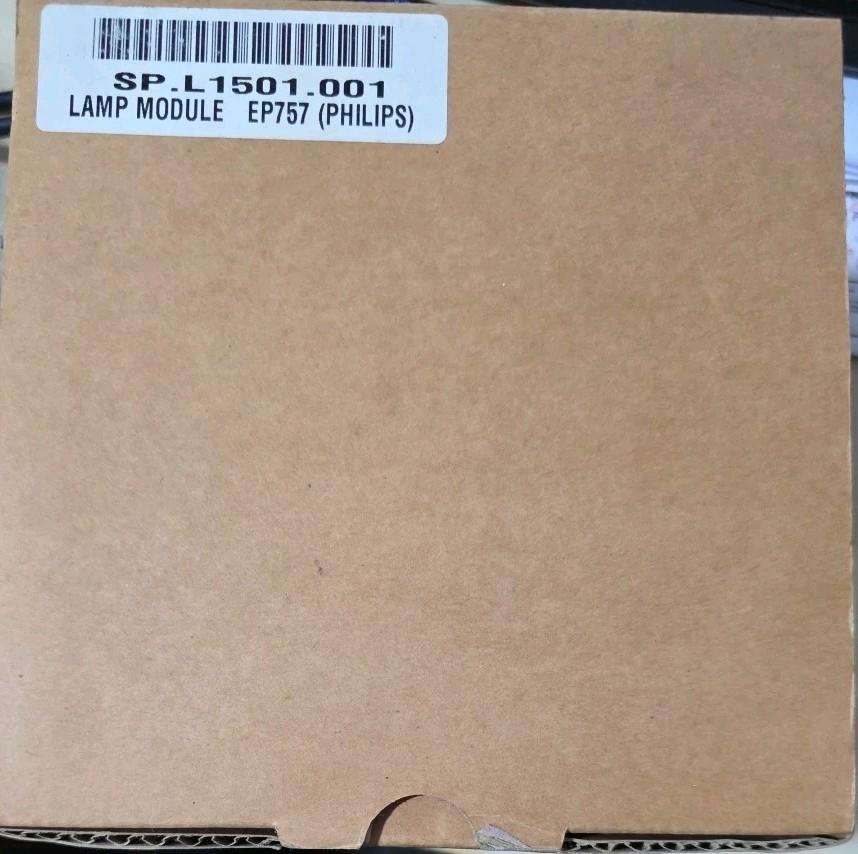 SP.L1501.001
LAMP MODULE EP757 (PHILIPS)